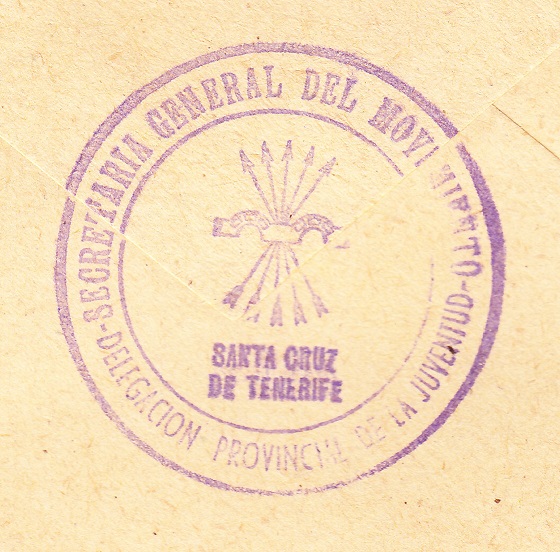 SECRETARIA GENERAL DEL MOVIMIENTO
-DELEGACION PROVINCIAL DE LA JUVENTUD-
SANTA CRUZ
DE TENERIFE